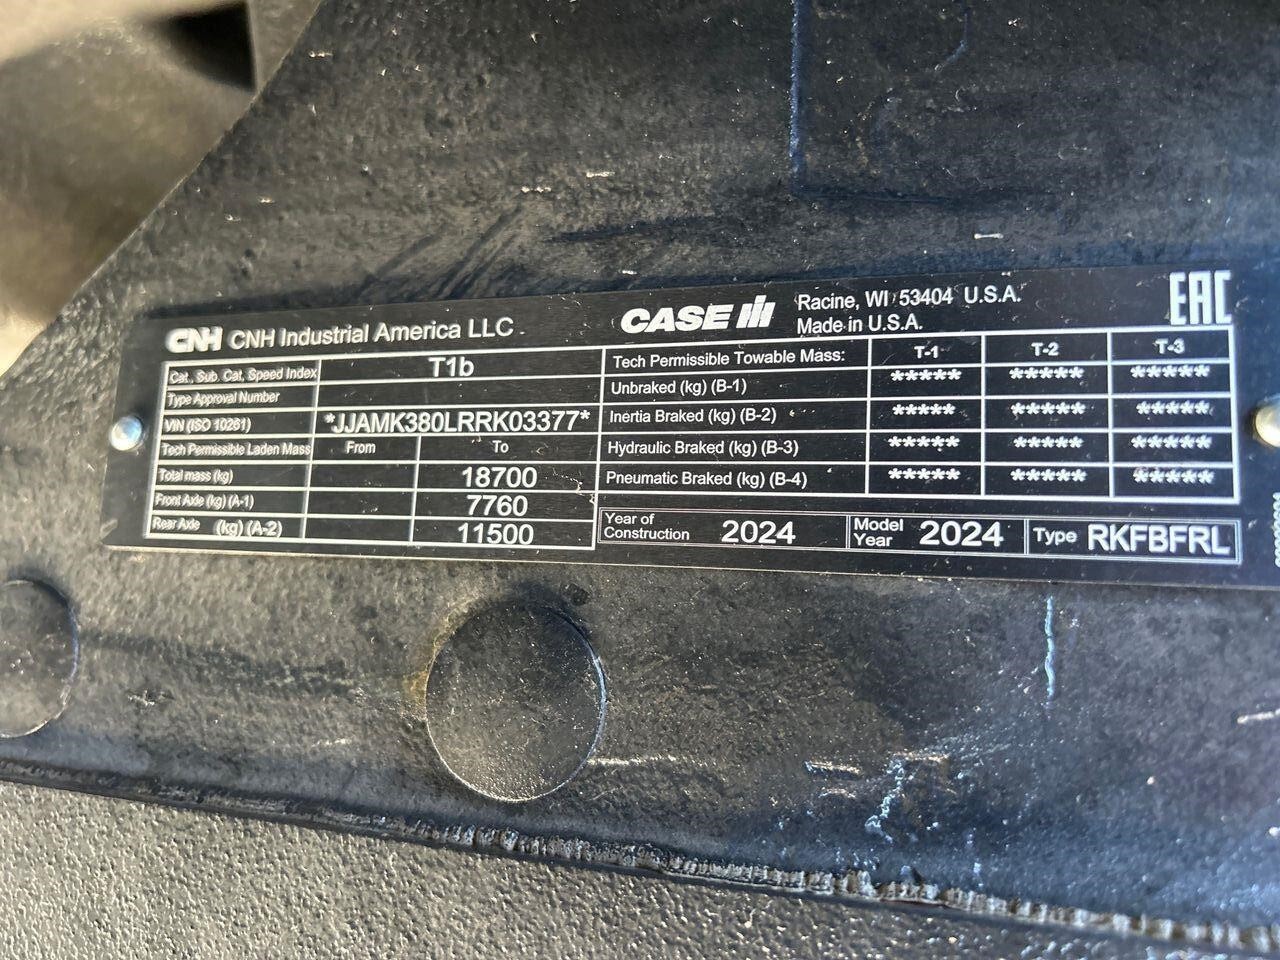 CNH CNH Industrial America LLC
CASE IH
Racine, WI 53404 U.S.A.
Made in U.S.A.
EAC
Cat., Sub. Cat, Speed Index T1b
Type Approval Number
VIN (ISO 10261) *JJAMK380LRRK03377*
Tech Permissible Laden Mass From To
Total mass (kg) 18700
Front Axle (kg) (A-1) 7760
Rear Axle (kg) (A-2) 11500
Tech Permissible Towable Mass: T-1 T-2 T-3
Unbraked (kg) (B-1) ***** ***** *****
Inertia Braked (kg) (B-2) ***** ***** *****
Hydraulic Braked (kg) (B-3) ***** ***** *****
Pneumatic Braked (kg) (B-4) ***** ***** *****
Year of Construction 2024 Model Year 2024 Type RKFBFRL